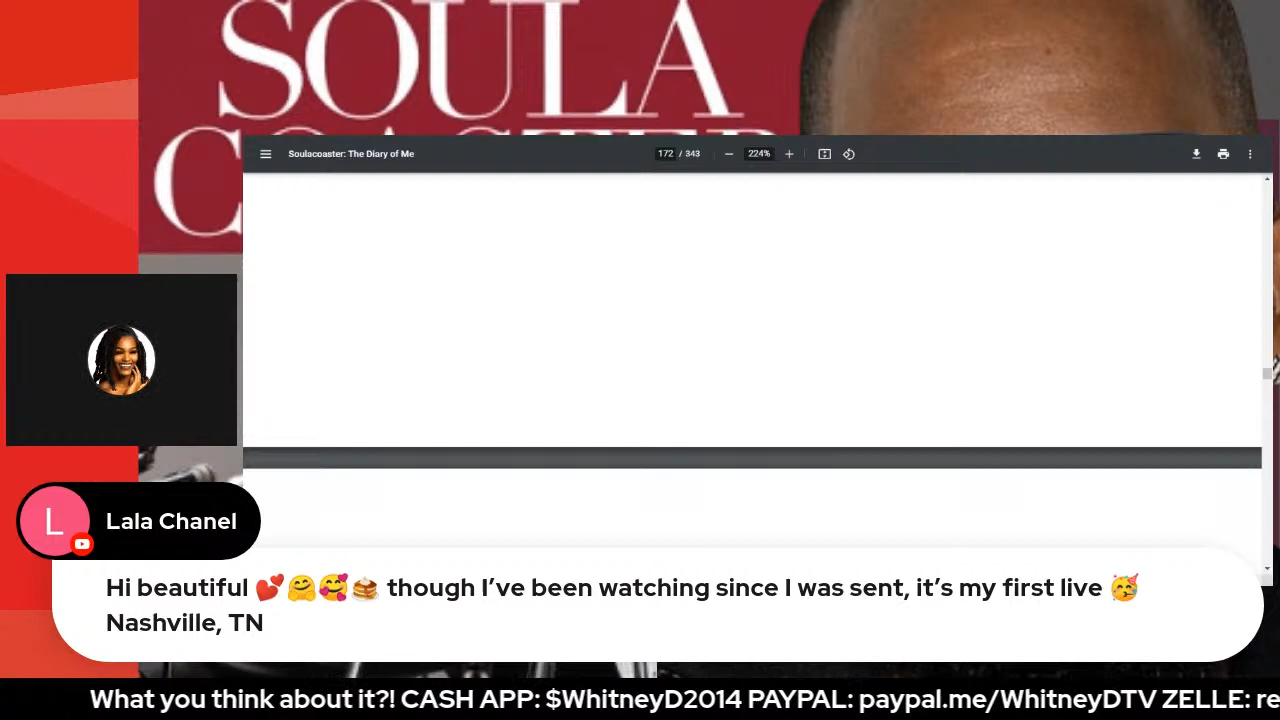 SOULA
Soulacoaster: The Diary of Me
172 / 343
224%
L
Lala Chanel
Hi beautiful 💕🤗🥰🥞 though I’ve been watching since I was sent, it’s my first live 🥳
Nashville, TN
What you think about it?! CASH APP: $WhitneyD2014 PAYPAL: paypal.me/WhitneyDTV ZELLE: re